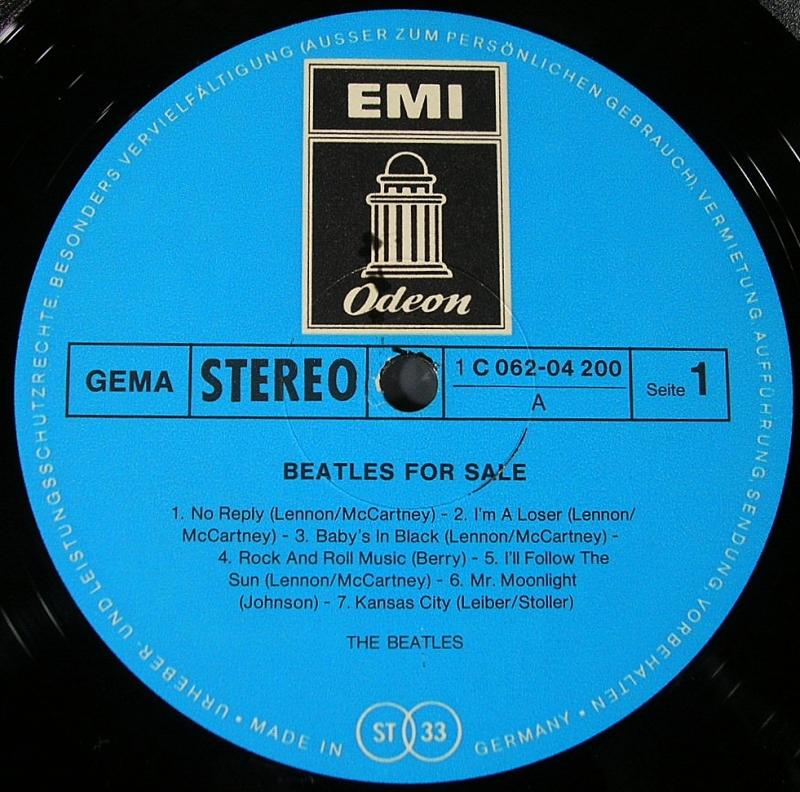 URHEBER- UND LEISTUNGSSCHUTZRECHTE, BESONDERS VERVIELFÄLTIGUNG (AUSSER ZUM PERSÖNLICHEN GEBRAUCH), VERMIETUNG, AUFFÜHRUNG, SENDUNG, VORBEHALTEN •
EMI
Odeon
GEMA
STEREO
1 C 062-04 200
A
Seite 1
BEATLES FOR SALE
1. No Reply (Lennon/McCartney) - 2. I'm A Loser (Lennon/
McCartney) - 3. Baby's In Black (Lennon/McCartney) -
4. Rock And Roll Music (Berry) - 5. I'll Follow The
Sun (Lennon/McCartney) - 6. Mr. Moonlight
(Johnson) - 7. Kansas City (Leiber/Stoller)
THE BEATLES
• MADE IN ST 33 GERMANY